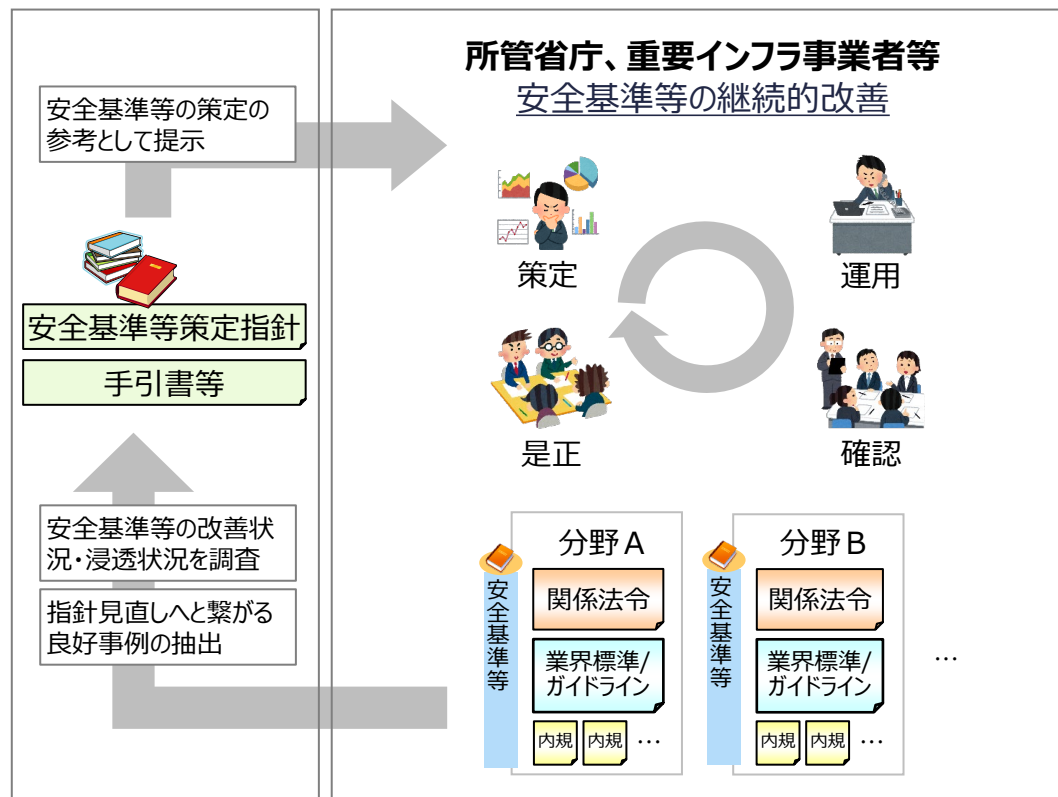 安全基準等の策定の
参考として提示
安全基準等策定指針
手引書等
安全基準等の改善状
況・浸透状況を調査
指針見直しへと繋がる
良好事例の抽出
所管省庁、重要インフラ事業者等
安全基準等の継続的改善
策定
運用
是正
確認
分野A
安全基準等
関係法令
業界標準/
ガイドライン
内規 内規 …
分野B
安全基準等
関係法令
業界標準/
ガイドライン
内規 内規 …
…